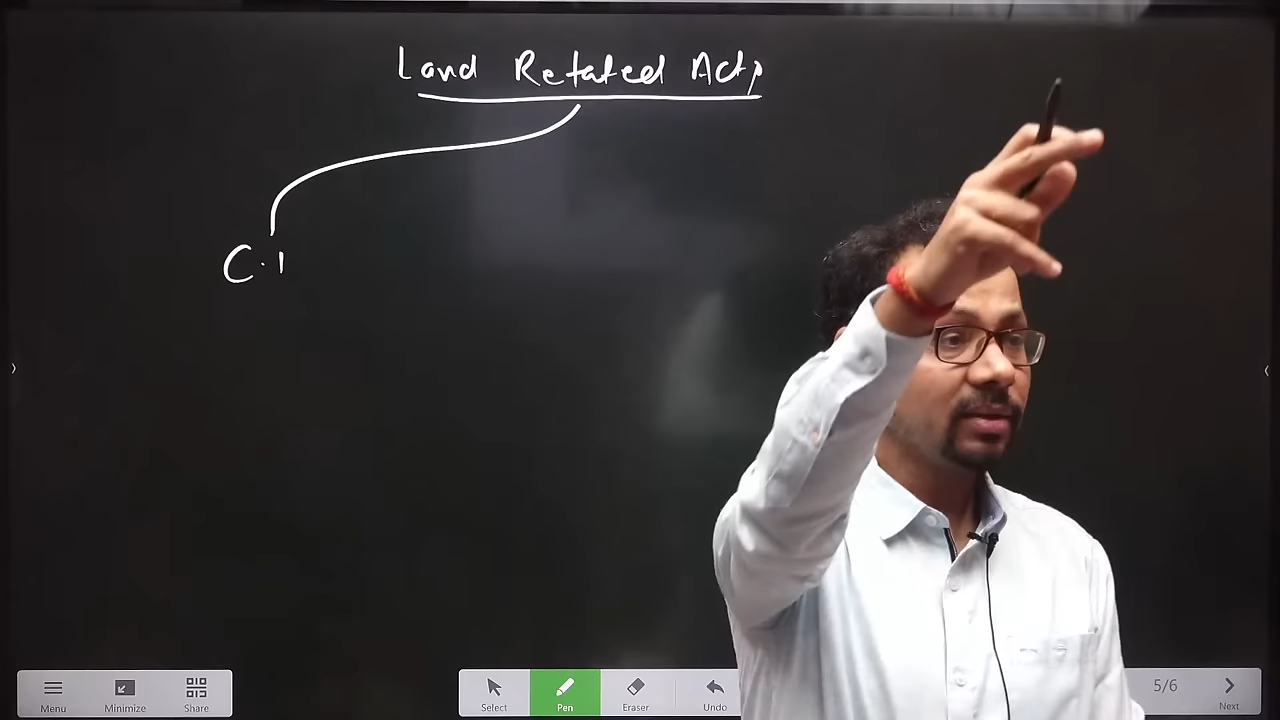 Land Retated Acts
C.1
Menu
Minimize
Share
Select
Pen
Eraser
Undo
5/6
Next